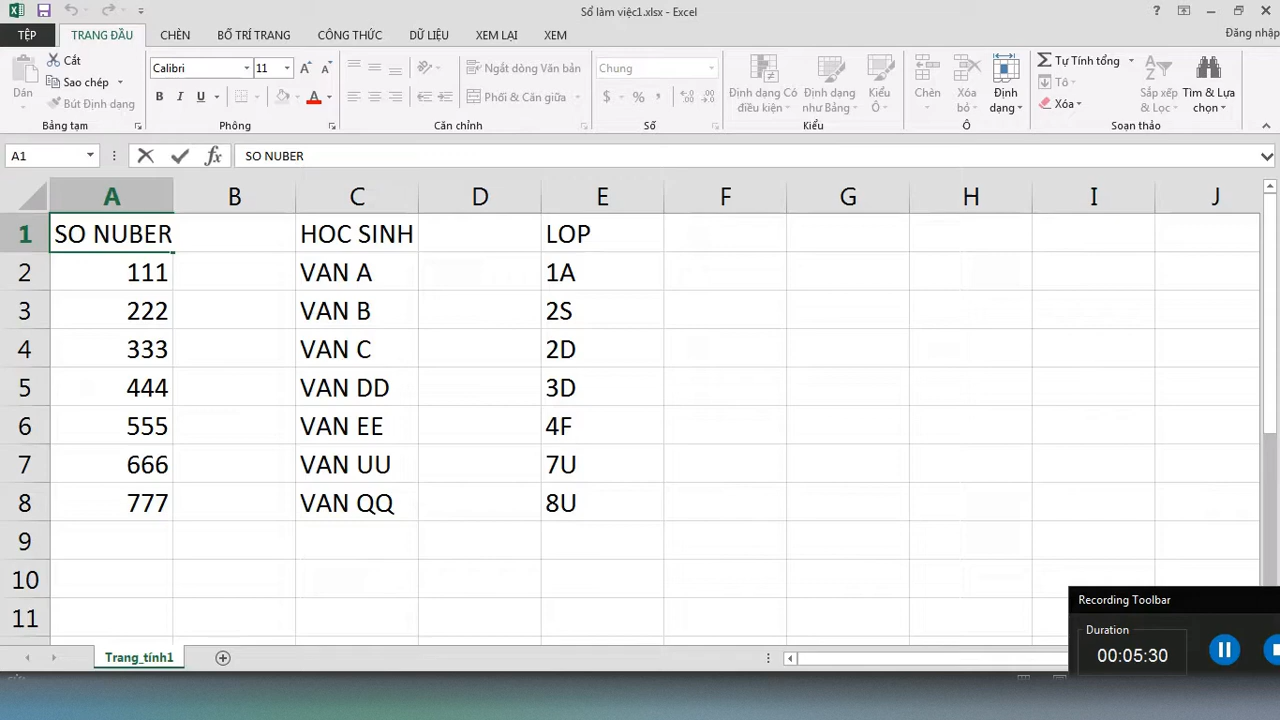 Sổ làm việc1.xlsx - Excel
TỆP TRANG ĐẦU CHÈN BỐ TRÍ TRANG CÔNG THỨC DỮ LIỆU XEM LẠI XEM Đăng nhập
Cắt
Sao chép
Bút Định dạng
Dán
Bảng tạm
Calibri 11
B I U
Phông
Ngắt dòng Văn bản
Phối & Căn giữa
Căn chỉnh
Chung
$ % ,
Số
Định dạng Có điều kiện
Định dạng như Bảng
Kiểu Ô
Kiểu
Chèn
Xóa bỏ
Định dạng
Ô
Tự Tính tổng
Tô
Xóa
Sắp xếp & Lọc
Tìm & Lựa chọn
Soạn thảo
A1 fx SO NUBER
A B C D E F G H I J
1 SO NUBER HOC SINH LOP
2 111 VAN A 1A
3 222 VAN B 2S
4 333 VAN C 2D
5 444 VAN DD 3D
6 555 VAN EE 4F
7 666 VAN UU 7U
8 777 VAN QQ 8U
9
10
11
Recording Toolbar
Duration
00:05:30
Trang_tính1